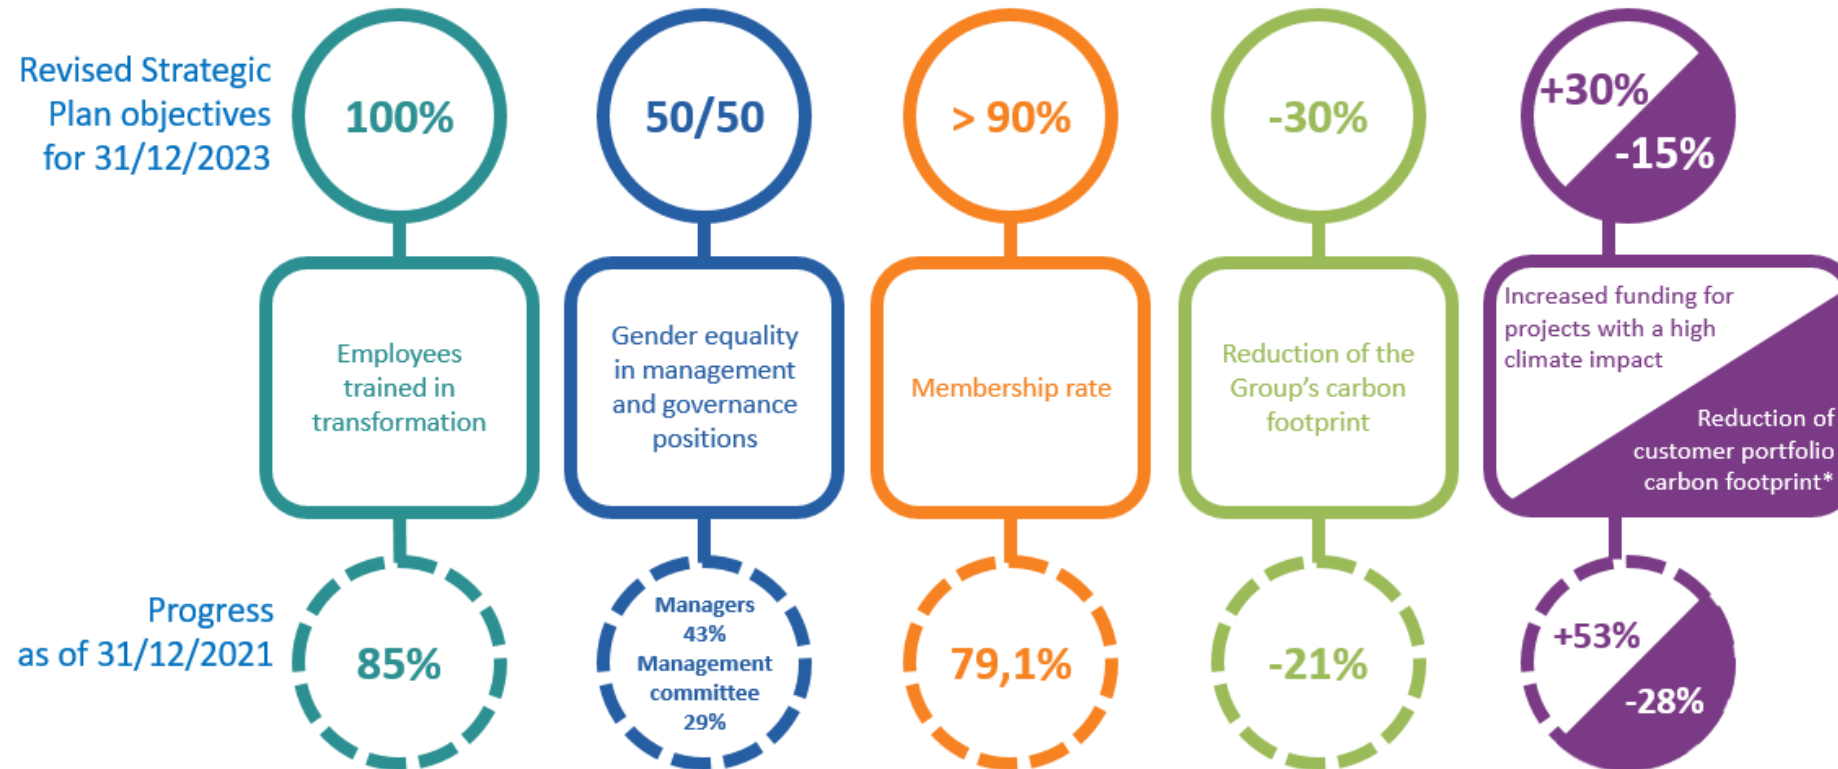 Revised Strategic
Plan objectives
for 31/12/2023
100%
50/50
> 90%
-30%
+30%
-15%
Employees
trained in
transformation
Gender equality
in management
and governance
positions
Membership rate
Reduction of the
Group’s carbon
footprint
Increased funding for
projects with a high
climate impact
Reduction of
customer portfolio
carbon footprint*
Progress
as of 31/12/2021
85%
Managers
43%
Management
committee
29%
79,1%
-21%
+53%
-28%